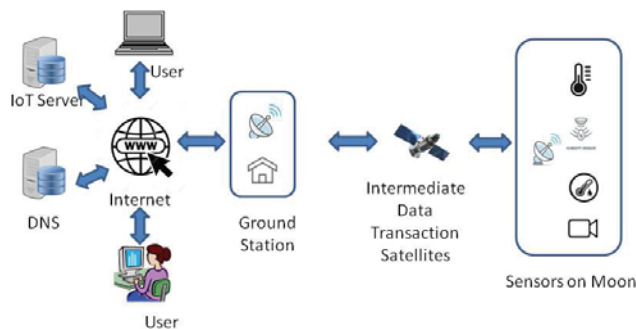 User
IoT Server
WWW
DNS
Internet
User
Ground
Station
Intermediate
Data
Transaction
Satellites
Sensors on Moon